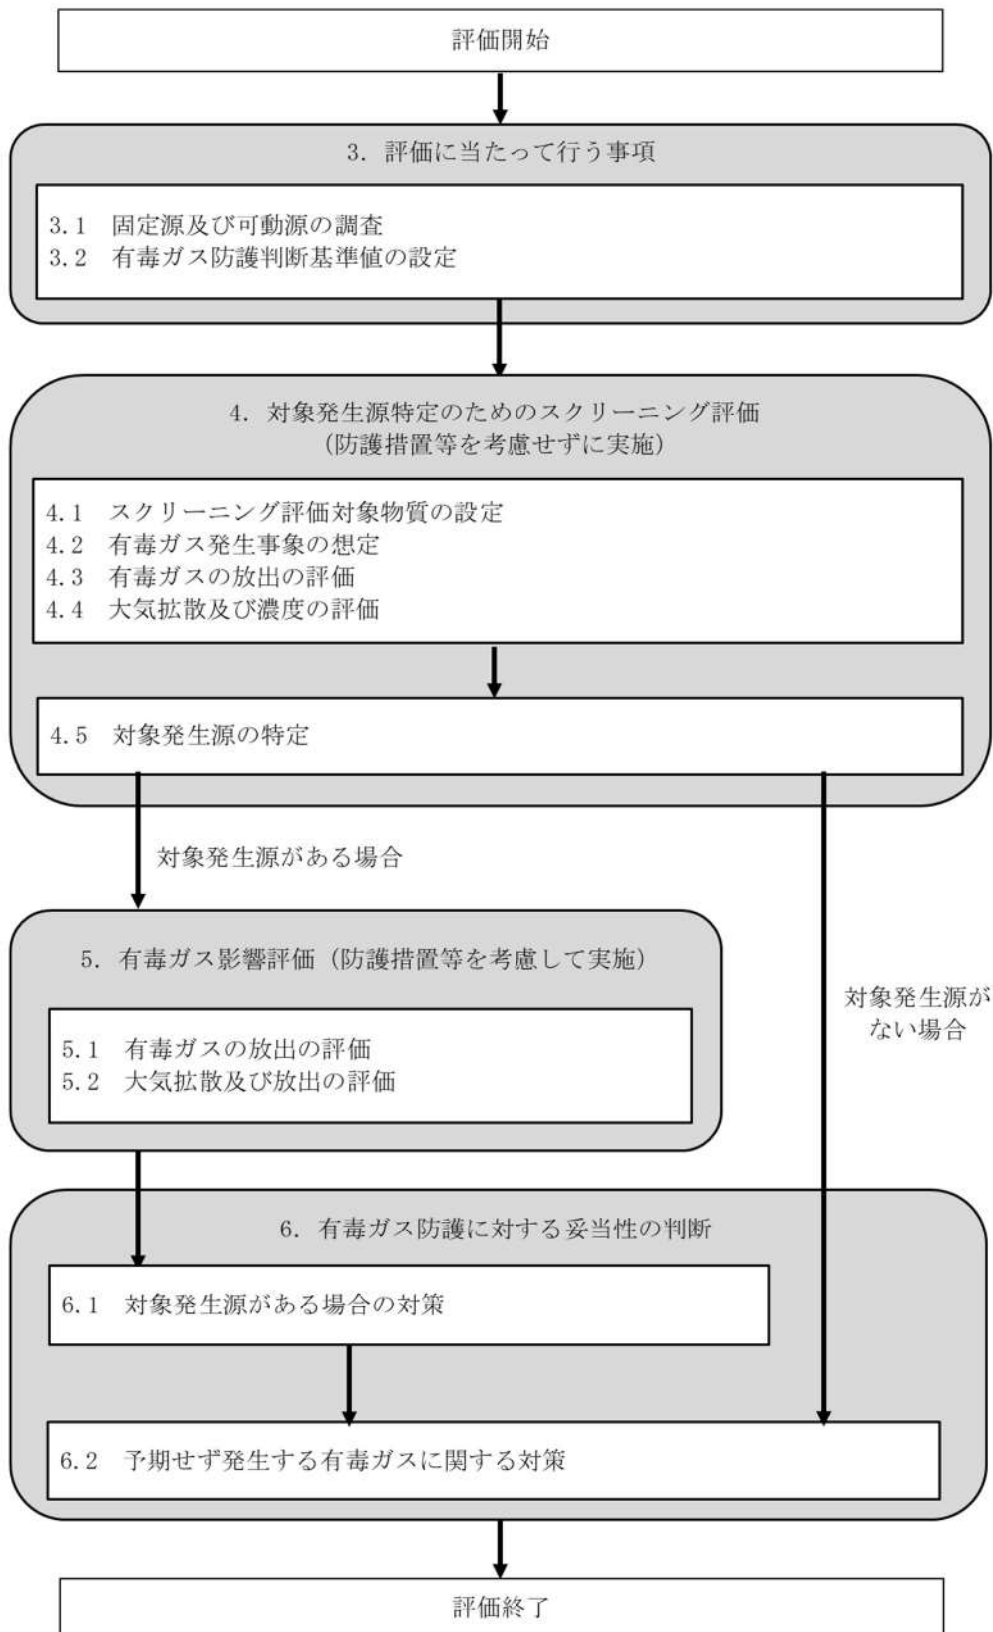 評価開始
3. 評価に当たって行う事項
3.1 固定源及び可動源の調査
3.2 有毒ガス防護判断基準値の設定
4. 対象発生源特定のためのスクリーニング評価
(防護措置等を考慮せずに実施)
4.1 スクリーニング評価対象物質の設定
4.2 有毒ガス発生事象の想定
4.3 有毒ガスの放出の評価
4.4 大気拡散及び濃度の評価
4.5 対象発生源の特定
対象発生源がある場合
5. 有毒ガス影響評価 (防護措置等を考慮して実施)
5.1 有毒ガスの放出の評価
5.2 大気拡散及び放出の評価
対象発生源が
ない場合
6. 有毒ガス防護に対する妥当性の判断
6.1 対象発生源がある場合の対策
6.2 予期せず発生する有毒ガスに関する対策
評価終了